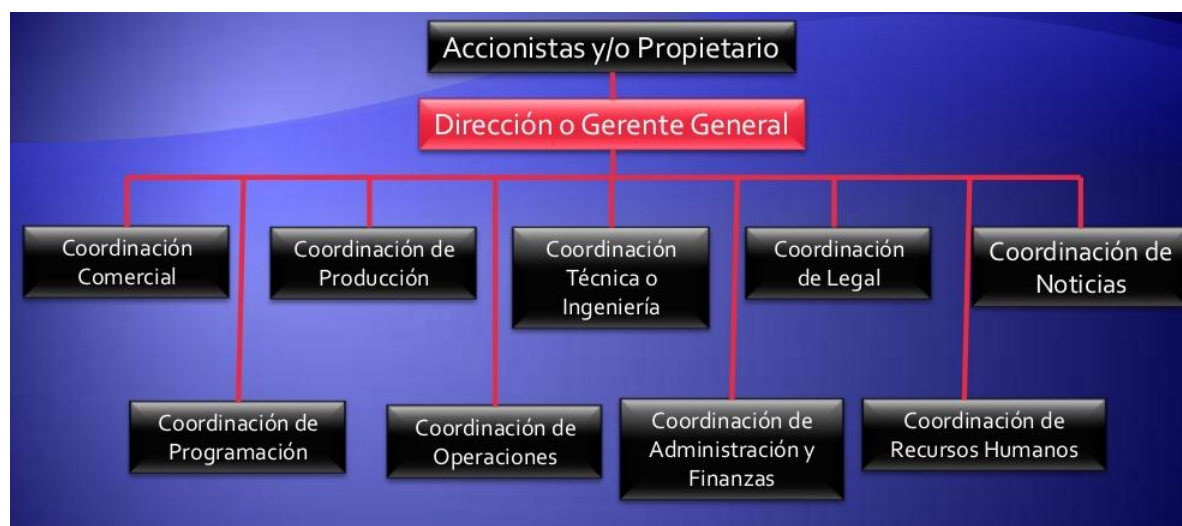 Accionistas y/o Propietario
Dirección o Gerente General
Coordinación
Comercial
Coordinación de
Producción
Coordinación
Técnica o
Ingeniería
Coordinación
de Legal
Coordinación de
Noticias
Coordinación de
Programación
Coordinación de
Operaciones
Coordinación de
Administración y
Finanzas
Coordinación de
Recursos Humanos